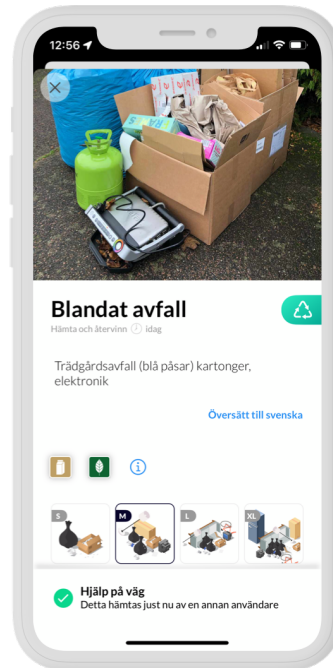 12:56
Blandat avfall
Hämta och återvinn idag
Trädgårdsavfall (blå påsar) kartonger,
elektronik
Översätt till svenska
S
M
L
XL
Hjälp på väg
Detta hämtas just nu av en annan användare